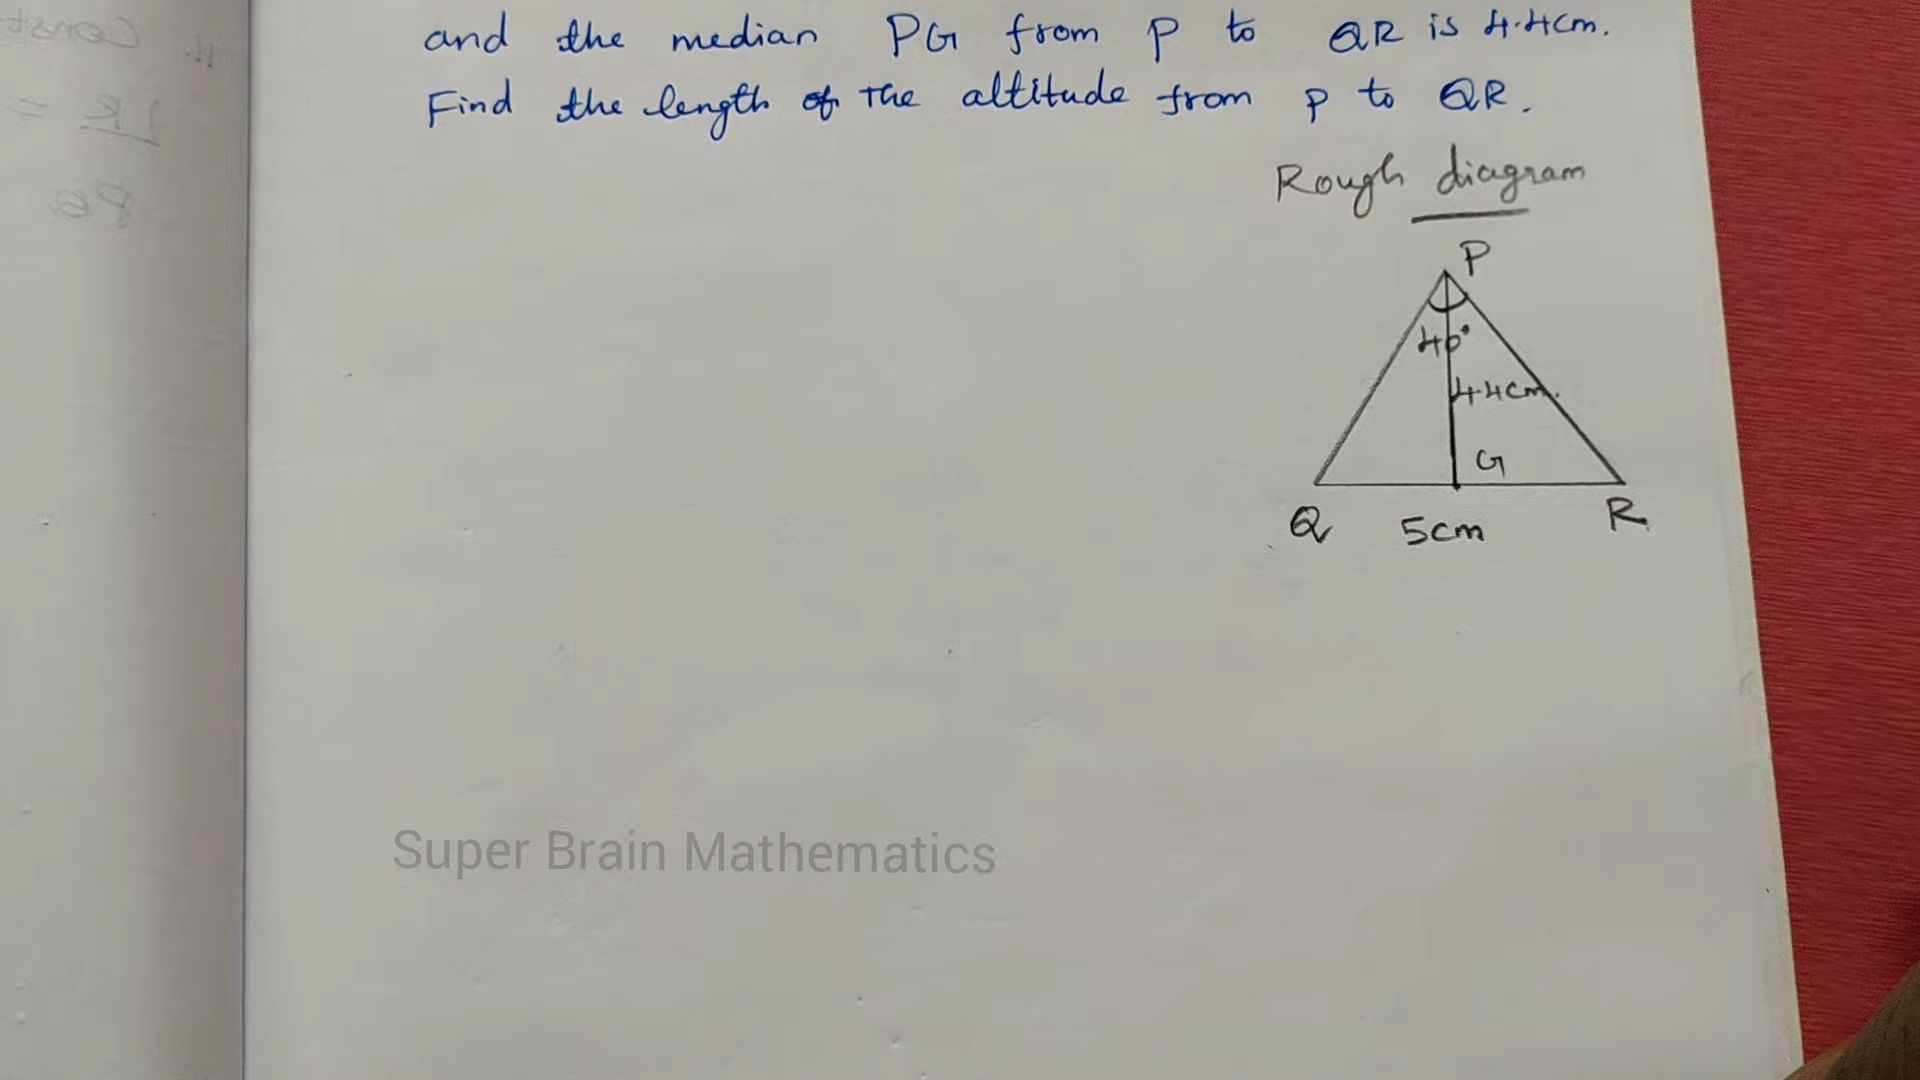 and the median PG from P to QR is 4.4cm.
Find the length of the altitude from P to QR.
Rough diagram
P
40°
4.4cm.
G
Q 5cm R
Super Brain Mathematics